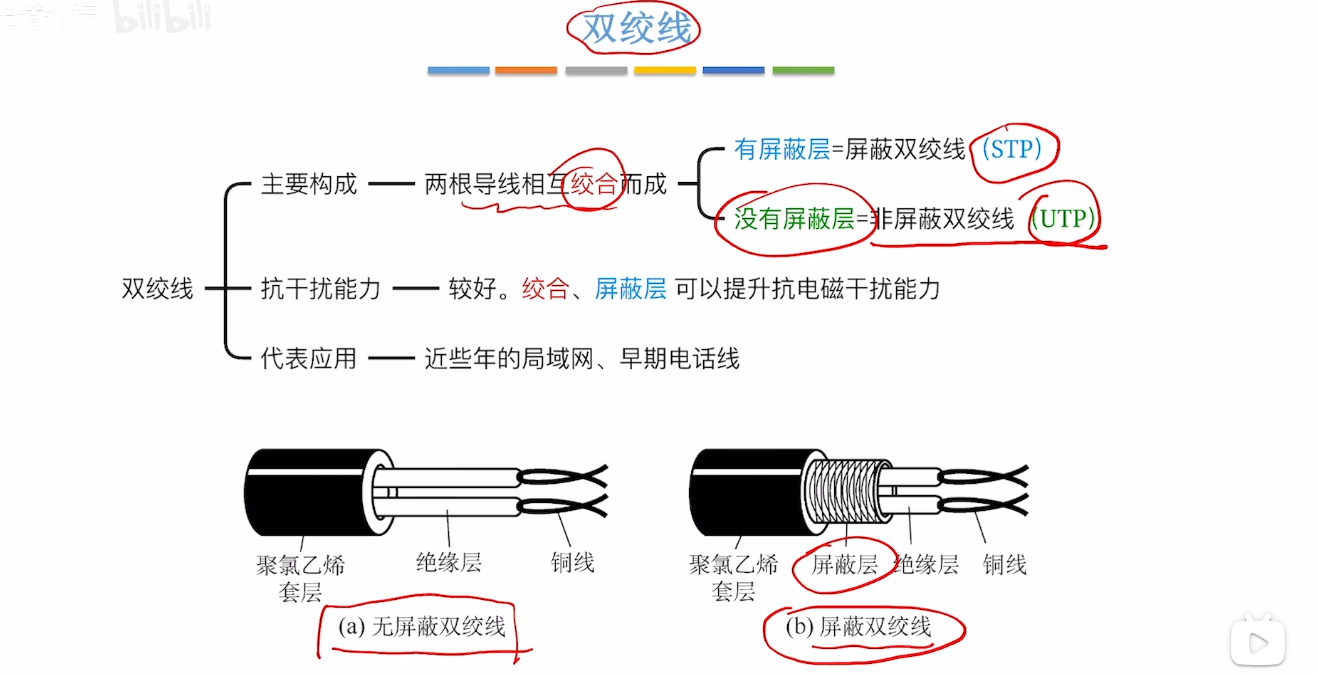 bilibili
双绞线
有屏蔽层=屏蔽双绞线 (STP)
主要构成
两根导线相互绞合而成
没有屏蔽层=非屏蔽双绞线 (UTP)
双绞线
抗干扰能力
较好。绞合、屏蔽层 可以提升抗电磁干扰能力
代表应用
近些年的局域网、早期电话线
聚氯乙烯
套层
绝缘层
铜线
(a) 无屏蔽双绞线
聚氯乙烯
套层
屏蔽层
绝缘层
铜线
(b) 屏蔽双绞线